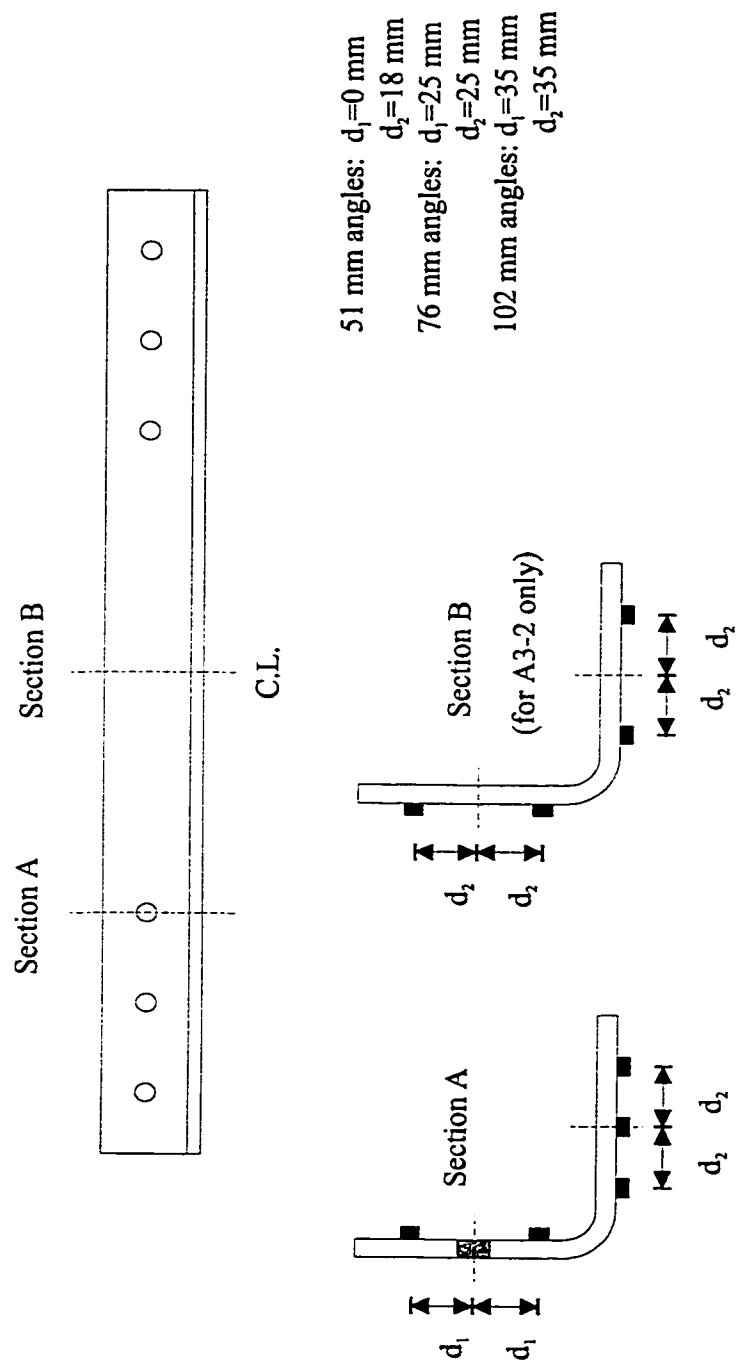 Section A
Section B
C.L.
51 mm angles: d₁=0 mm
d₂=18 mm
76 mm angles: d₁=25 mm
d₂=25 mm
102 mm angles: d₁=35 mm
d₂=35 mm
Section A
d₁
d₁
d₂
d₂
Section B
(for A3-2 only)
d₂
d₂
d₂
d₂